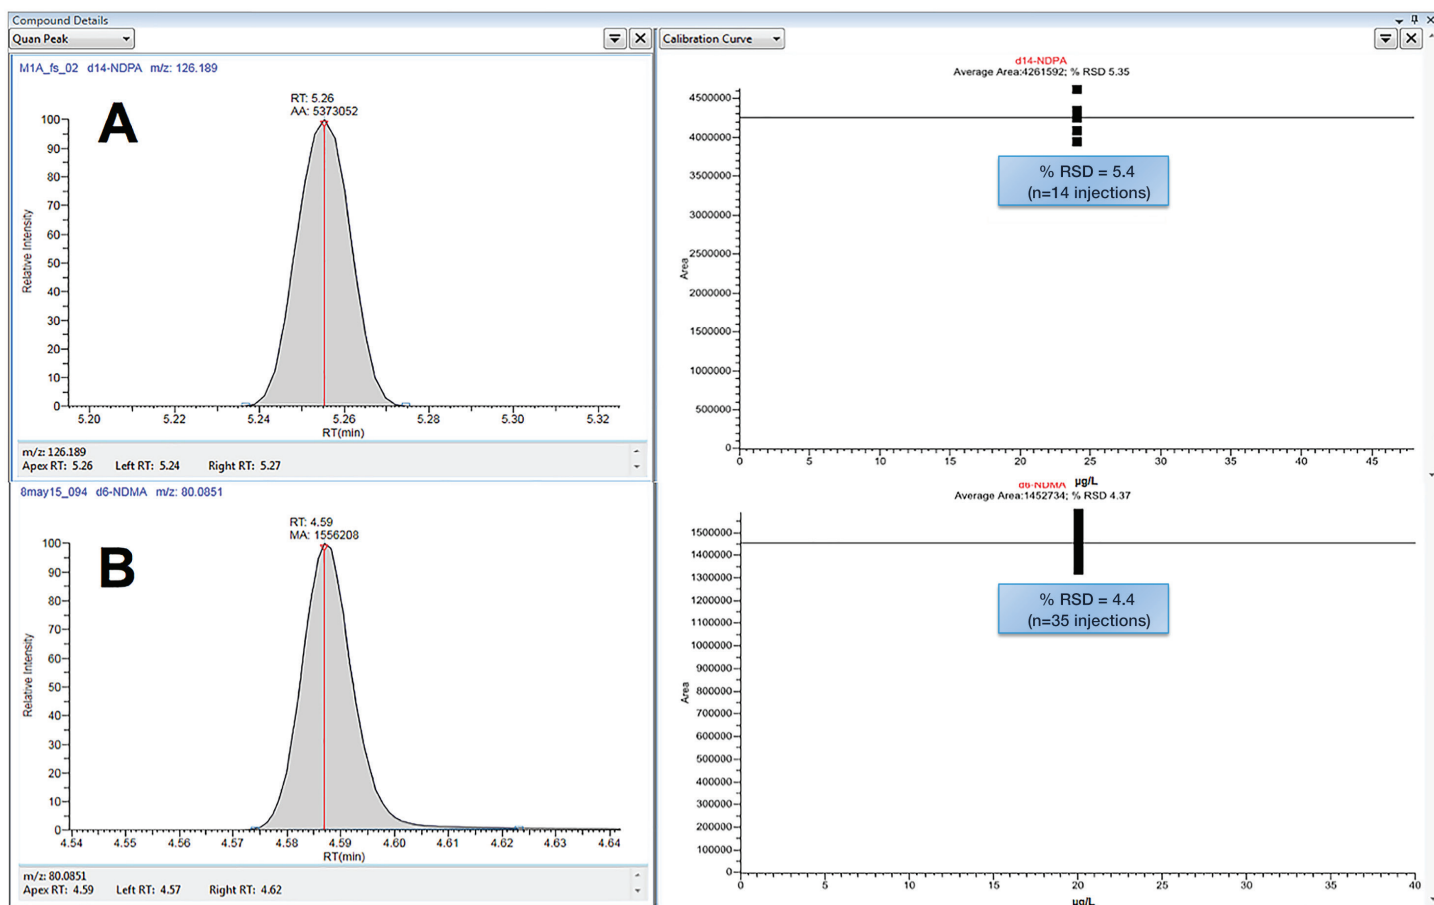 Compound Details
Quan Peak
Calibration Curve
M1A_fs_02 d14-NDPA m/z: 126.189
A
RT: 5.26
AA: 5373052
100
90
80
70
60
50
40
30
20
10
0
Relative Intensity
5.20 5.22 5.24 5.26 5.28 5.30 5.32
RT(min)
m/z: 126.189
Apex RT: 5.26 Left RT: 5.24 Right RT: 5.27
d14-NDPA
Average Area:4261592; % RSD 5.35
4500000
4000000
3500000
3000000
2500000
2000000
1500000
1000000
500000
0
Area
% RSD = 5.4
(n=14 injections)
0 5 10 15 20 25 30 35 40 45
µg/L
8may15_094 d6-NDMA m/z: 80.0851
B
RT: 4.59
MA: 1556208
100
90
80
70
60
50
40
30
20
10
0
Relative Intensity
4.54 4.55 4.56 4.57 4.58 4.59 4.60 4.61 4.62 4.63 4.64
RT(min)
m/z: 80.0851
Apex RT: 4.59 Left RT: 4.57 Right RT: 4.62
d6-NDMA
Average Area:1452734; % RSD 4.37
1500000
1400000
1300000
1200000
1100000
1000000
900000
800000
700000
600000
500000
400000
300000
200000
100000
0
Area
% RSD = 4.4
(n=35 injections)
0 5 10 15 20 25 30 35 40
µg/L